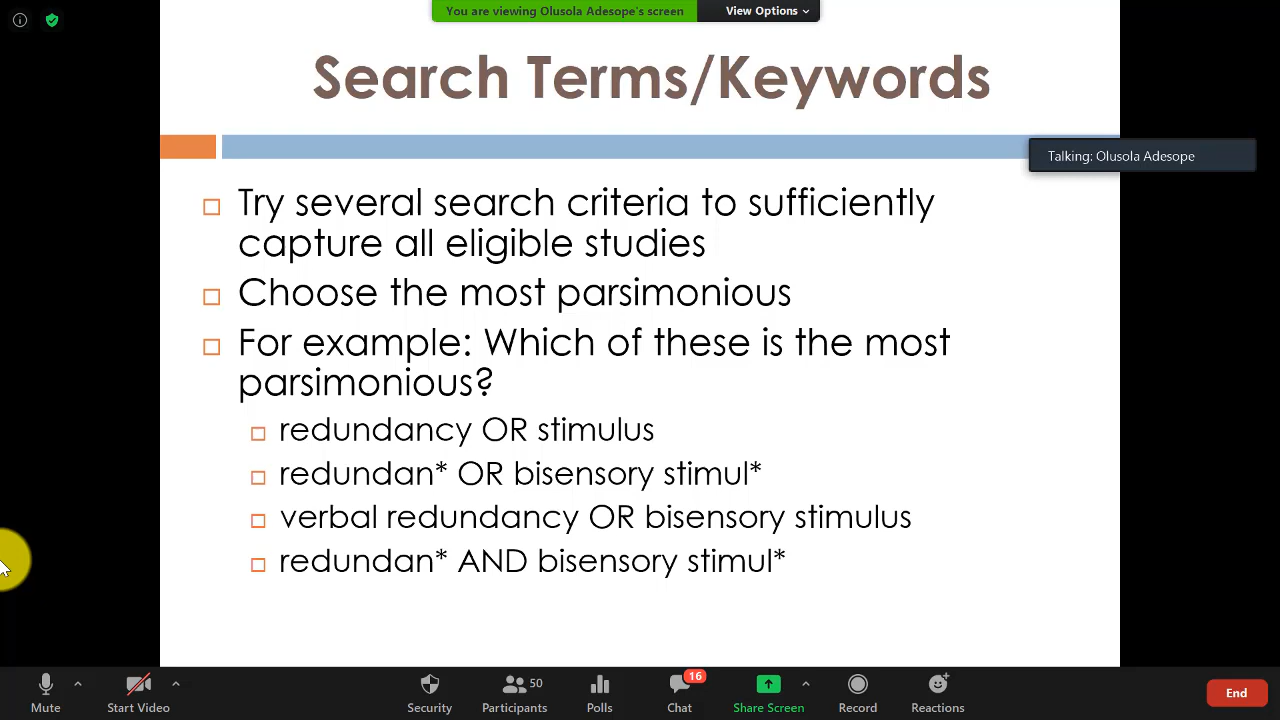 You are viewing Olusola Adesope's screen
View Options
Search Terms/Keywords
Talking: Olusola Adesope
Try several search criteria to sufficiently
capture all eligible studies
Choose the most parsimonious
For example: Which of these is the most
parsimonious?
redundancy OR stimulus
redundan* OR bisensory stimul*
verbal redundancy OR bisensory stimulus
redundan* AND bisensory stimul*
50
16
Mute
Start Video
Security
Participants
Polls
Chat
Share Screen
Record
Reactions
End